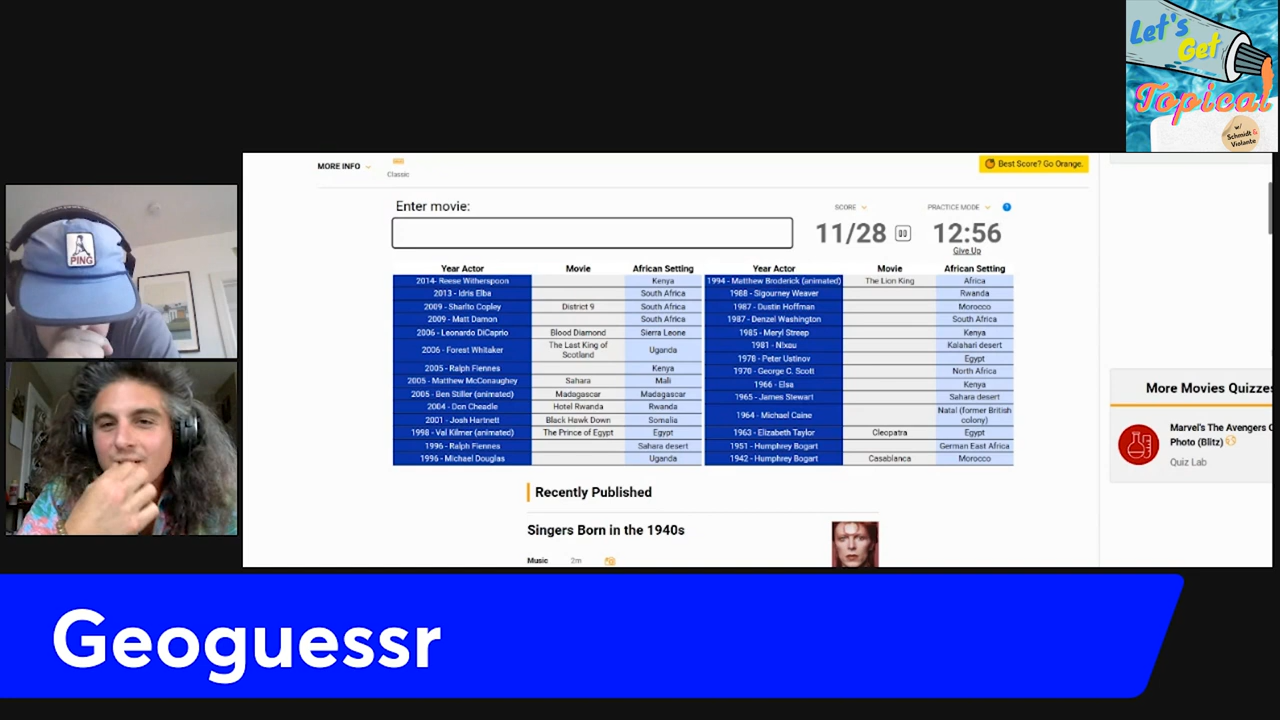 Let's
Get
Topical
w/
Schmidt &
Violante
MORE INFO
Classic
Best Score? Go Orange.
PING
Enter movie:
SCORE
PRACTICE MODE
11/28
12:56
Give Up
Year Actor Movie African Setting
2014- Reese Witherspoon Kenya
2013 - Idris Elba South Africa
2009 - Sharlto Copley District 9 South Africa
2009 - Matt Damon South Africa
2006 - Leonardo DiCaprio Blood Diamond Sierra Leone
2006 - Forest Whitaker The Last King of Scotland Uganda
2005 - Ralph Fiennes Kenya
2005 - Matthew McConaughey Sahara Mali
2005 - Ben Stiller (animated) Madagascar Madagascar
2004 - Don Cheadle Hotel Rwanda Rwanda
2001 - Josh Hartnett Black Hawk Down Somalia
1998 - Val Kilmer (animated) The Prince of Egypt Egypt
1996 - Ralph Fiennes Sahara desert
1996 - Michael Douglas Uganda
Year Actor Movie African Setting
1994 - Matthew Broderick (animated) The Lion King Africa
1988 - Sigourney Weaver Rwanda
1987 - Dustin Hoffman Morocco
1987 - Denzel Washington South Africa
1985 - Meryl Streep Kenya
1981 - N!xau Kalahari desert
1978 - Peter Ustinov Egypt
1970 - George C. Scott North Africa
1966 - Elsa Kenya
1965 - James Stewart Sahara desert
1964 - Michael Caine Natal (former British colony)
1963 - Elizabeth Taylor Cleopatra Egypt
1951 - Humphrey Bogart German East Africa
1942 - Humphrey Bogart Casablanca Morocco
More Movies Quizzes
Marvel's The Avengers
Photo (Blitz)
Quiz Lab
Recently Published
Singers Born in the 1940s
Music 2m
Geoguessr